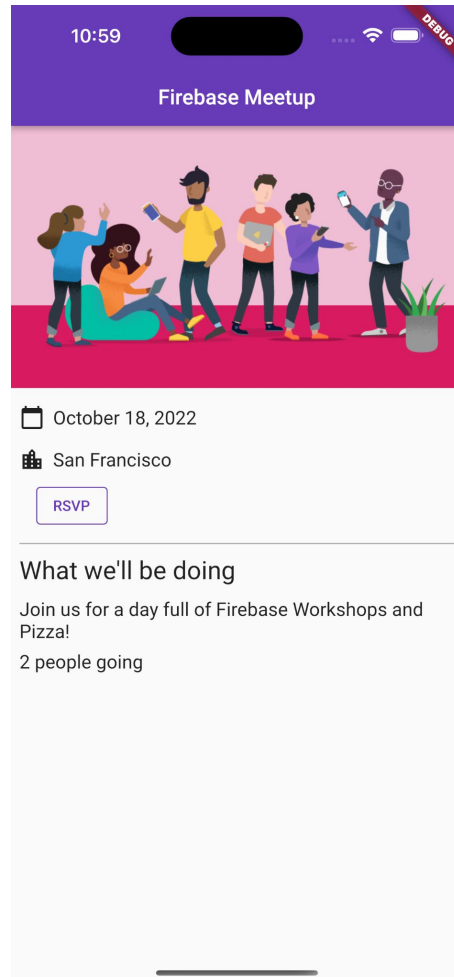 10:59
DEBUG
Firebase Meetup
October 18, 2022
San Francisco
RSVP
What we'll be doing
Join us for a day full of Firebase Workshops and
Pizza!
2 people going